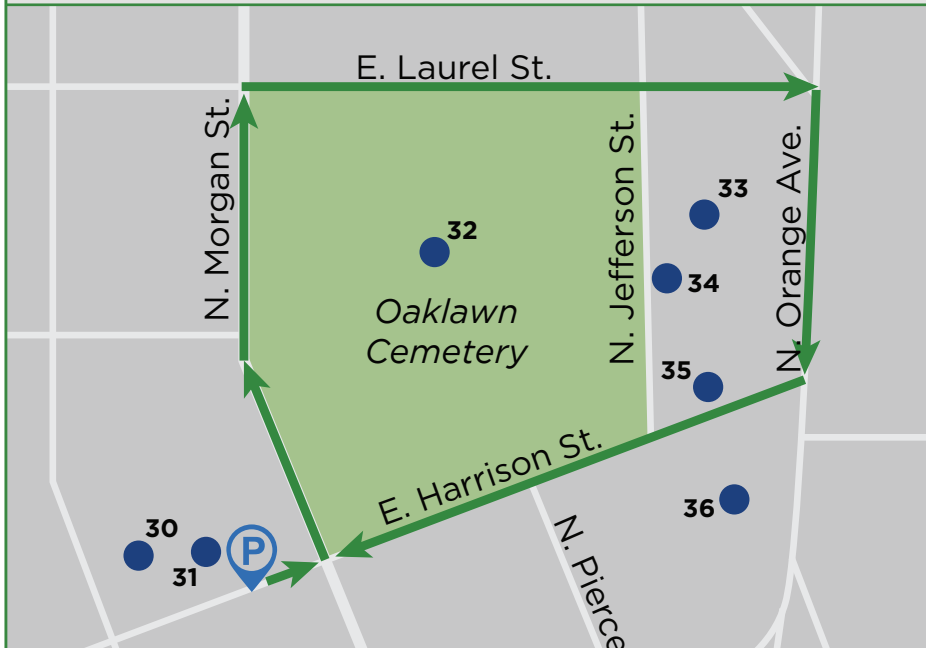 E. Laurel St.
N. Morgan St.
N. Jefferson St.
N. Orange Ave.
33
32
34
Oaklawn
Cemetery
35
E. Harrison St.
36
30
31
P
N. Pierce